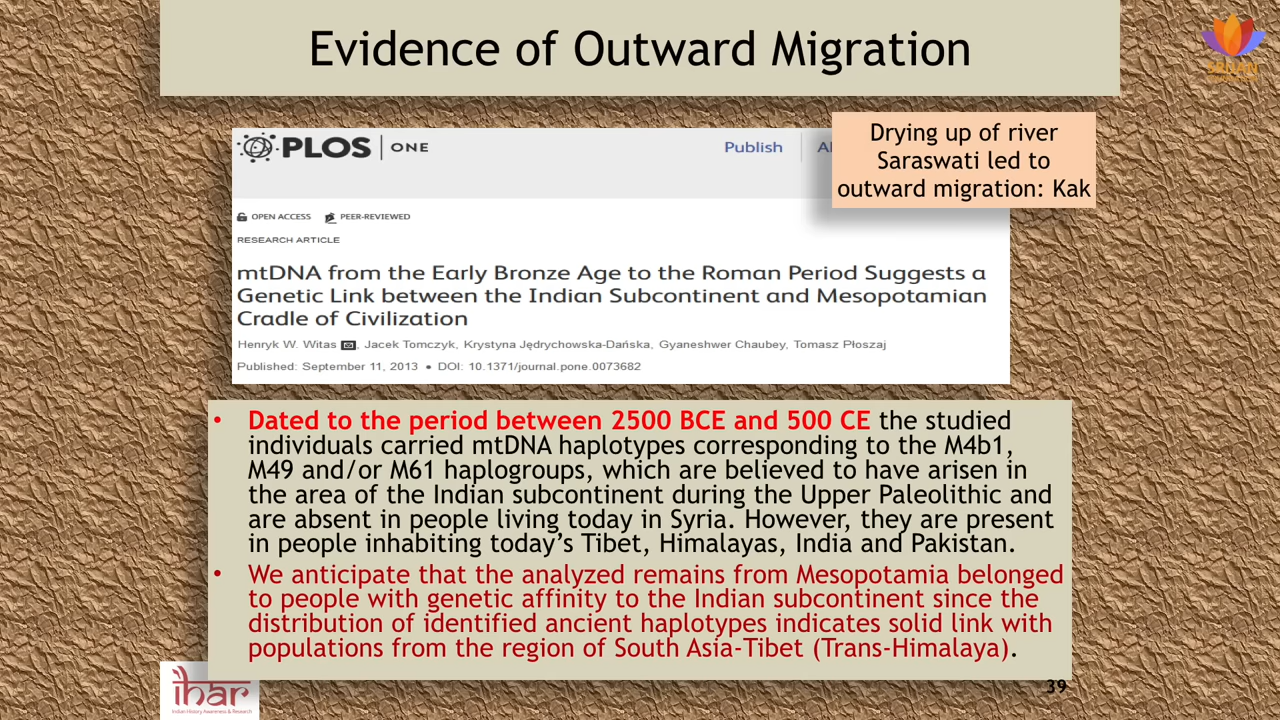 Evidence of Outward Migration
SRIJAN
PLOS ONE
Publish
Drying up of river
Saraswati led to
outward migration: Kak
OPEN ACCESS PEER-REVIEWED
RESEARCH ARTICLE
mtDNA from the Early Bronze Age to the Roman Period Suggests a
Genetic Link between the Indian Subcontinent and Mesopotamian
Cradle of Civilization
Henryk W. Witas , Jacek Tomczyk, Krystyna Jędrychowska-Dańska, Gyaneshwer Chaubey, Tomasz Płoszaj
Published: September 11, 2013 • DOI: 10.1371/journal.pone.0073682
• Dated to the period between 2500 BCE and 500 CE the studied
individuals carried mtDNA haplotypes corresponding to the M4b1,
M49 and/or M61 haplogroups, which are believed to have arisen in
the area of the Indian subcontinent during the Upper Paleolithic and
are absent in people living today in Syria. However, they are present
in people inhabiting today’s Tibet, Himalayas, India and Pakistan.
• We anticipate that the analyzed remains from Mesopotamia belonged
to people with genetic affinity to the Indian subcontinent since the
distribution of identified ancient haplotypes indicates solid link with
populations from the region of South Asia-Tibet (Trans-Himalaya).
ihar
Indian History Awareness & Research
39